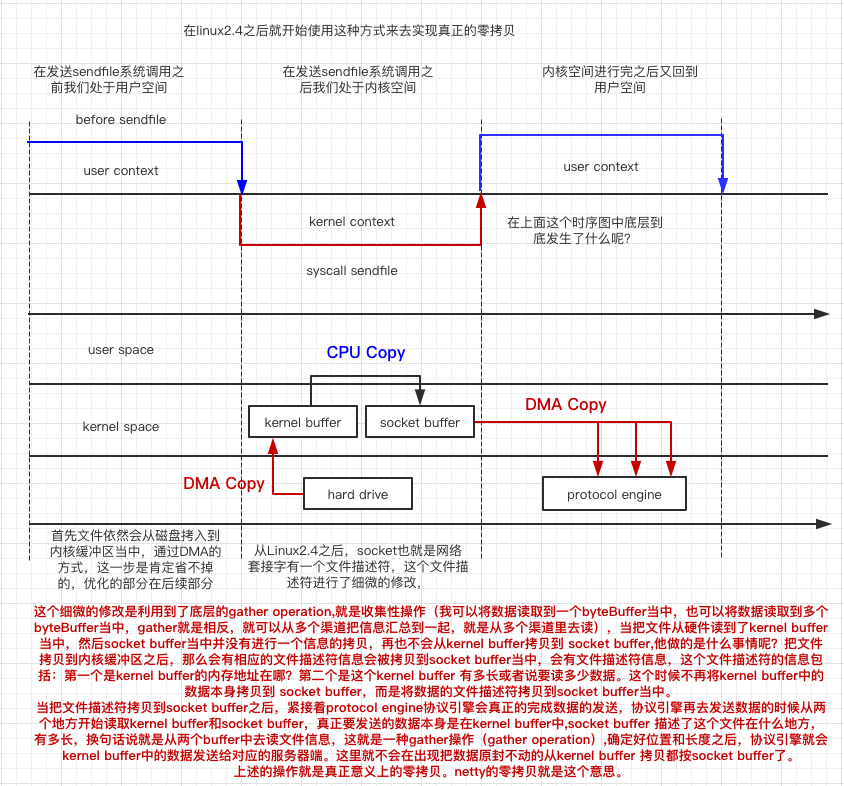 在linux2.4之后就开始使用这种方式来去实现真正的零拷贝
在发送sendfile系统调用之
前我们处于用户空间
在发送sendfile系统调用之
后我们处于内核空间
内核空间进行完之后又回到
用户空间
before sendfile
user context
user context
kernel context
在上面这个时序图中底层到
底发生了什么呢?
syscall sendfile
user space
CPU Copy
kernel space
kernel buffer
socket buffer
DMA Copy
DMA Copy
hard drive
protocol engine
首先文件依然会从磁盘拷入到
内核缓冲区当中，通过DMA的
方式，这一步是肯定省不掉
的，优化的部分在后续部分
从Linux2.4之后，socket也就是网络
套接字有一个文件描述符，这个文件描
述符进行了细微的修改，
这个细微的修改是利用到了底层的gather operation,就是收集性操作（我可以将数据读取到一个byteBuffer当中，也可以将数据读取到多个
byteBuffer当中，gather就是相反，就可以从多个渠道把信息汇总到一起，就是从多个渠道里去读），当把文件从硬件读到了kernel buffer
当中，然后socket buffer当中并没有进行一个信息的拷贝，再也不会从kernel buffer拷贝到 socket buffer,他做的是什么事情呢？把文件
拷贝到内核缓冲区之后，那么会有相应的文件描述符信息会被拷贝到socket buffer当中，会有文件描述符信息，这个文件描述符的信息包
括：第一个是kernel buffer的内存地址在哪？第二个是这个kernel buffer 有多长或者说要读多少数据。这个时候不再将kernel buffer中的
数据本身拷贝到 socket buffer，而是将数据的文件描述符拷贝到socket buffer当中。
当把文件描述符拷贝到socket buffer之后，紧接着protocol engine协议引擎会真正的完成数据的发送，协议引擎再去发送数据的时候从两
个地方开始读取kernel buffer和socket buffer，真正要发送的数据本身是在kernel buffer中,socket buffer 描述了这个文件在什么地方，
有多长，换句话说就是从两个buffer中去读文件信息，这就是一种gather操作（gather operation）,确定好位置和长度之后，协议引擎就会
kernel buffer中的数据发送给对应的服务器端。这里就不会在出现把数据原封不动的从kernel buffer 拷贝都按socket buffer了。
上述的操作就是真正意义上的零拷贝。netty的零拷贝就是这个意思。